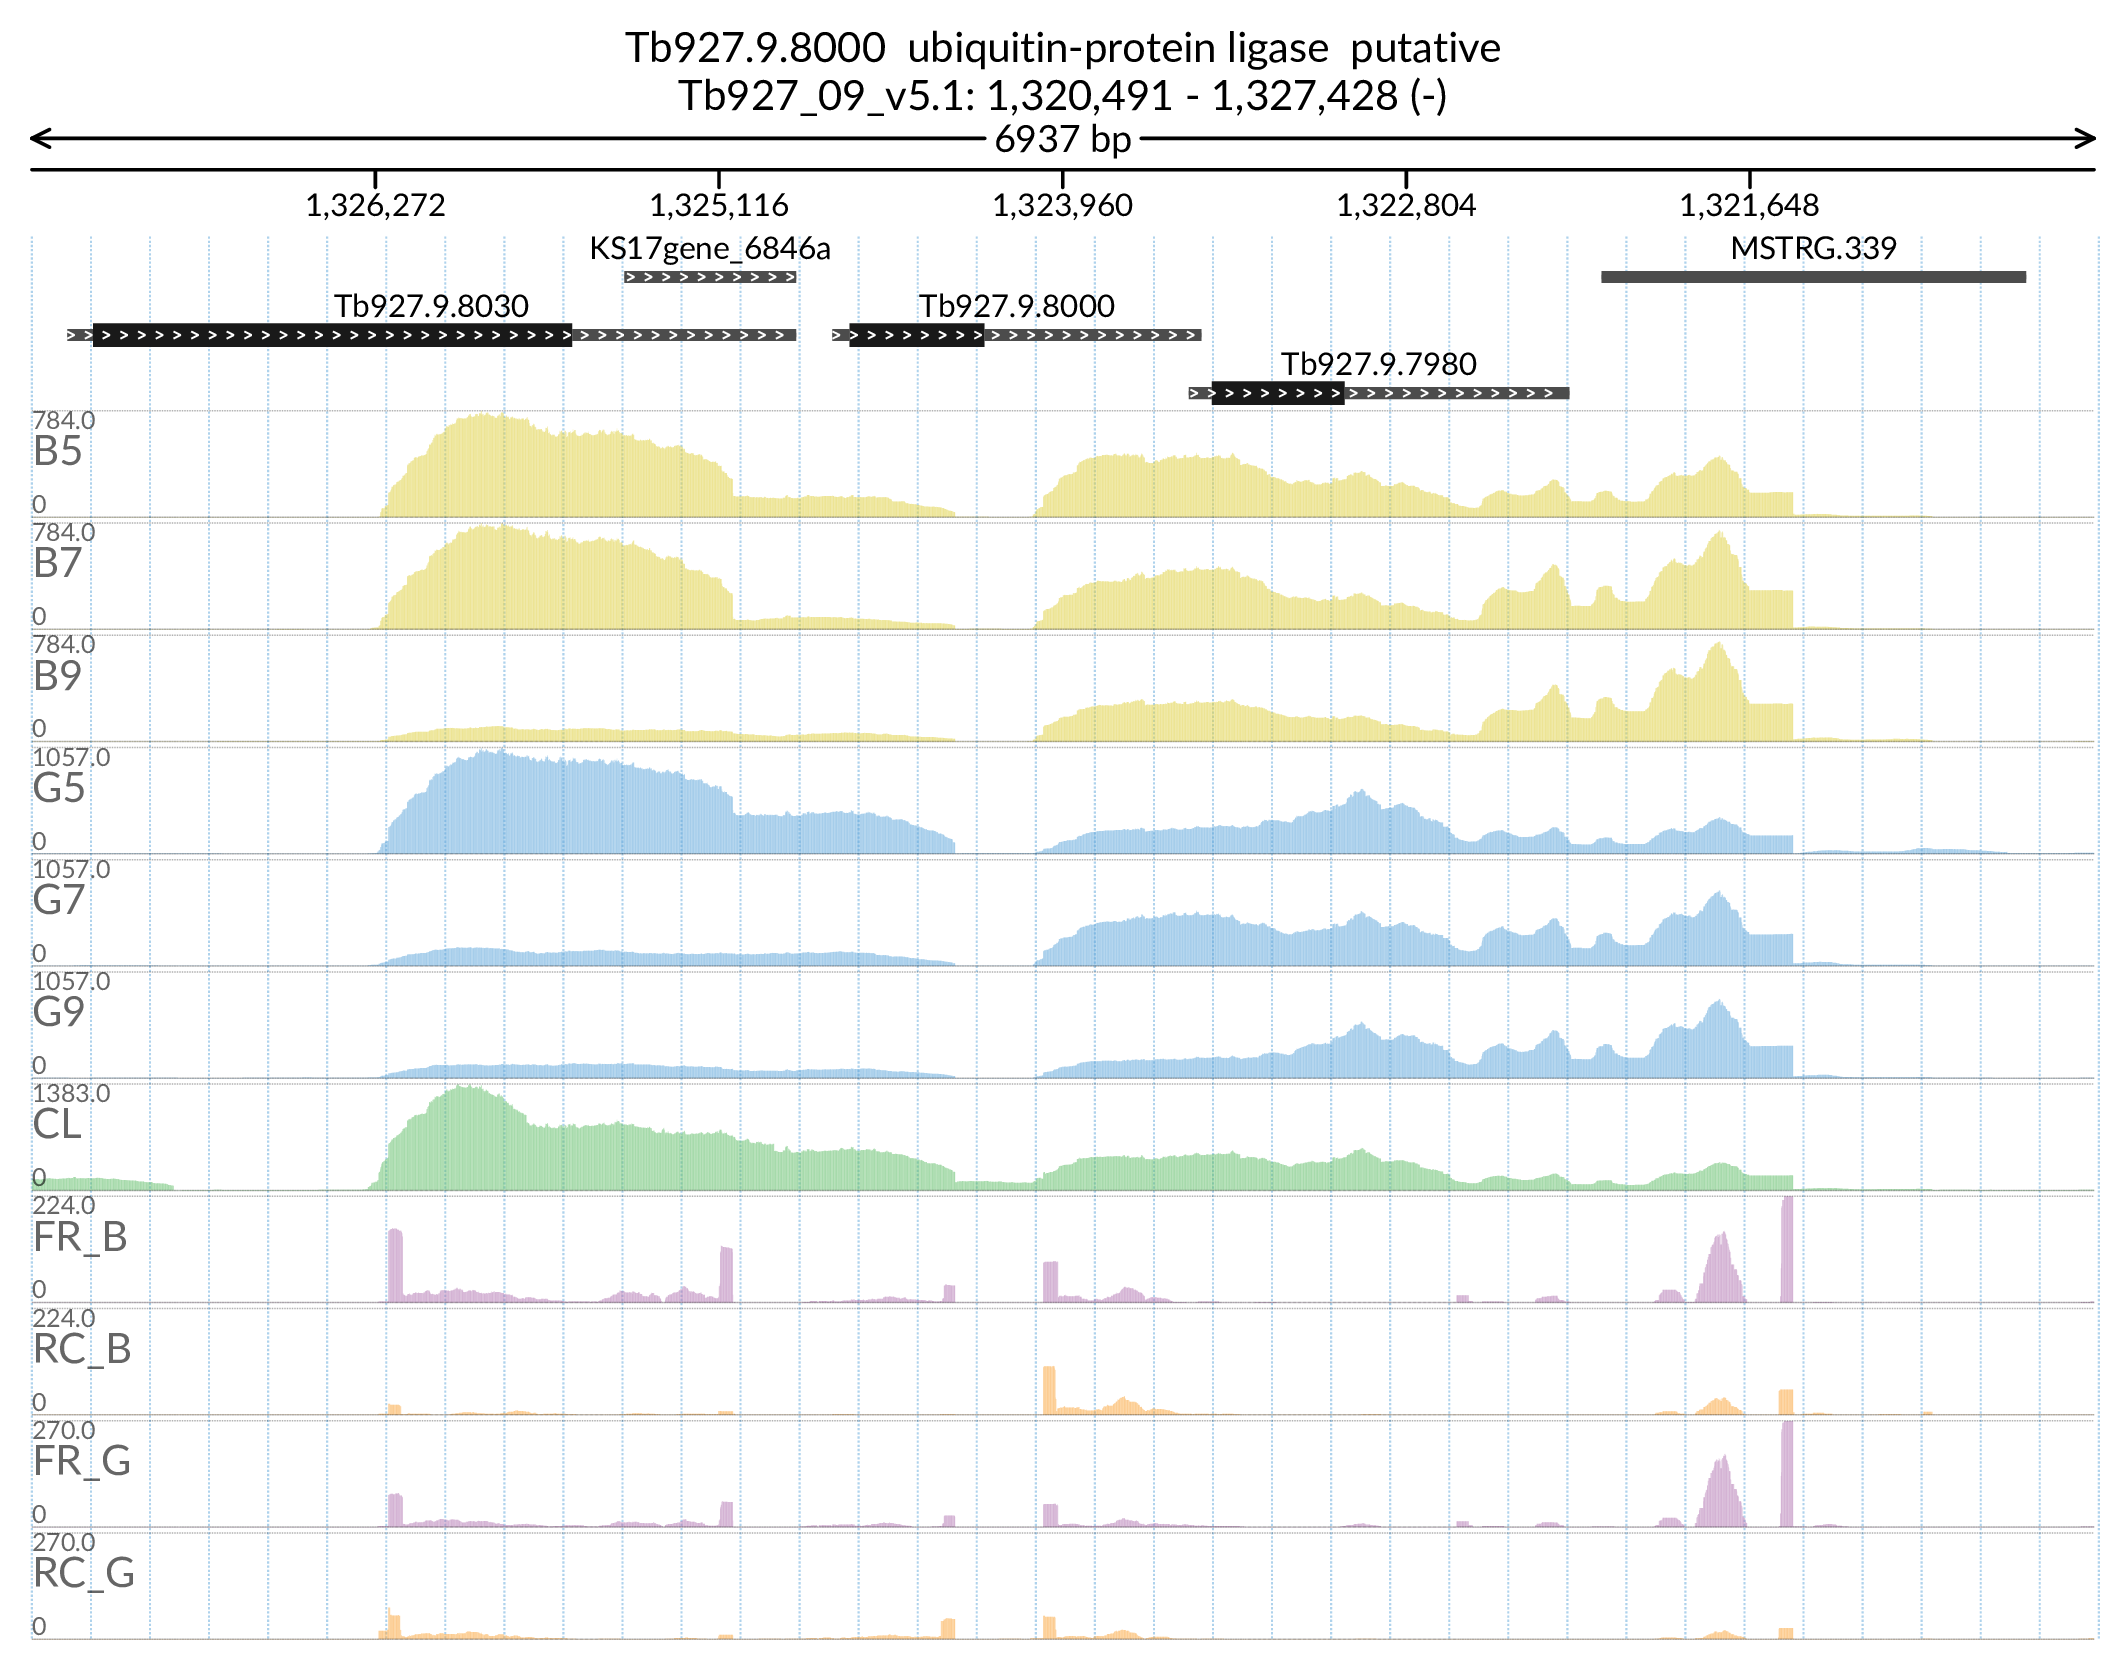 Tb927.9.8000  ubiquitin-protein ligase  putative
Tb927_09_v5.1: 1,320,491 - 1,327,428 (-)
6937 bp
1,326,272 1,325,116 1,323,960 1,322,804 1,321,648
KS17gene_6846a MSTRG.339
Tb927.9.8030 Tb927.9.8000
Tb927.9.7980
784.0
B5
0
784.0
B7
0
784.0
B9
0
1057.0
G5
0
1057.0
G7
0
1057.0
G9
0
1383.0
CL
0
224.0
FR_B
0
224.0
RC_B
0
270.0
FR_G
0
270.0
RC_G
0